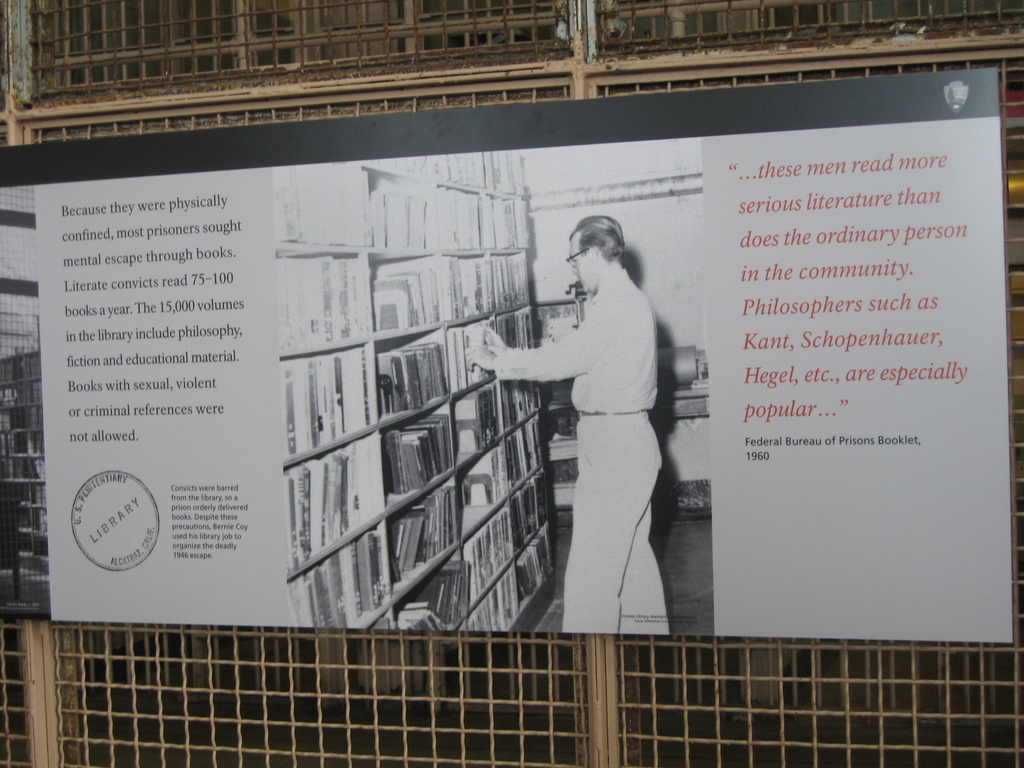 Because they were physically
confined, most prisoners sought
mental escape through books.
Literate convicts read 75–100
books a year. The 15,000 volumes
in the library include philosophy,
fiction and educational material.
Books with sexual, violent
or criminal references were
not allowed.
U. S. PENITENTIARY
LIBRARY
ALCATRAZ, CALIF.
Convicts were barred
from the library, so a
prison orderly delivered
books. Despite these
precautions, Bernie Coy
used his library job to
organize the deadly
1946 escape.
“...these men read more
serious literature than
does the ordinary person
in the community.
Philosophers such as
Kant, Schopenhauer,
Hegel, etc., are especially
popular...”
Federal Bureau of Prisons Booklet,
1960